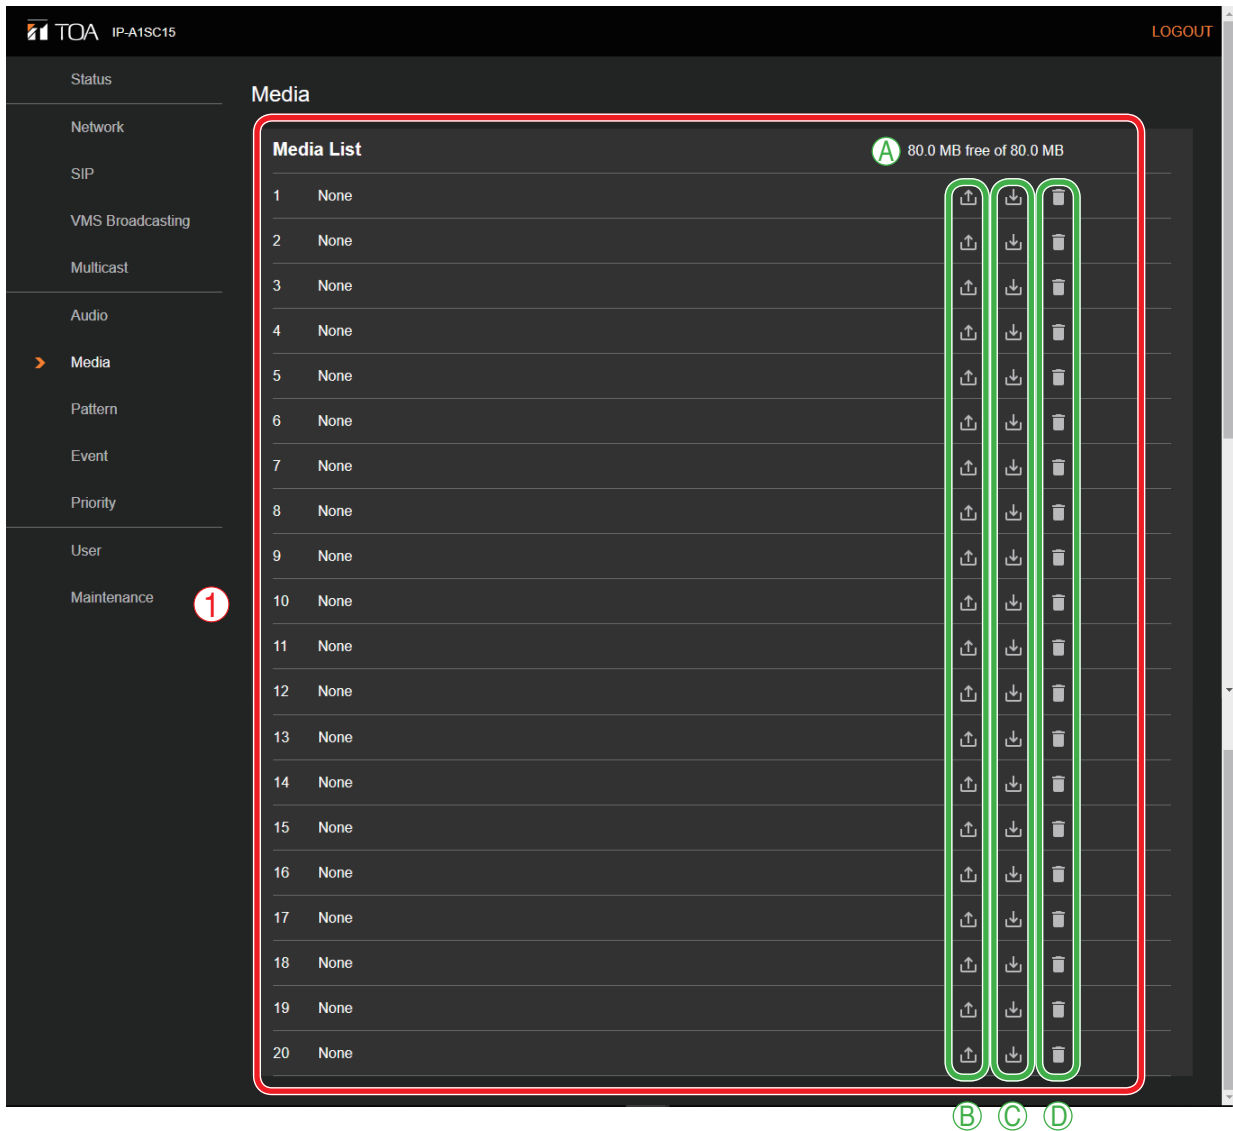 TOA IP-A1SC15 LOGOUT
Status
Network
SIP
VMS Broadcasting
Multicast
Audio
Media
Pattern
Event
Priority
User
Maintenance
1
Media
Media List A 80.0 MB free of 80.0 MB
1 None
2 None
3 None
4 None
5 None
6 None
7 None
8 None
9 None
10 None
11 None
12 None
13 None
14 None
15 None
16 None
17 None
18 None
19 None
20 None
B C D